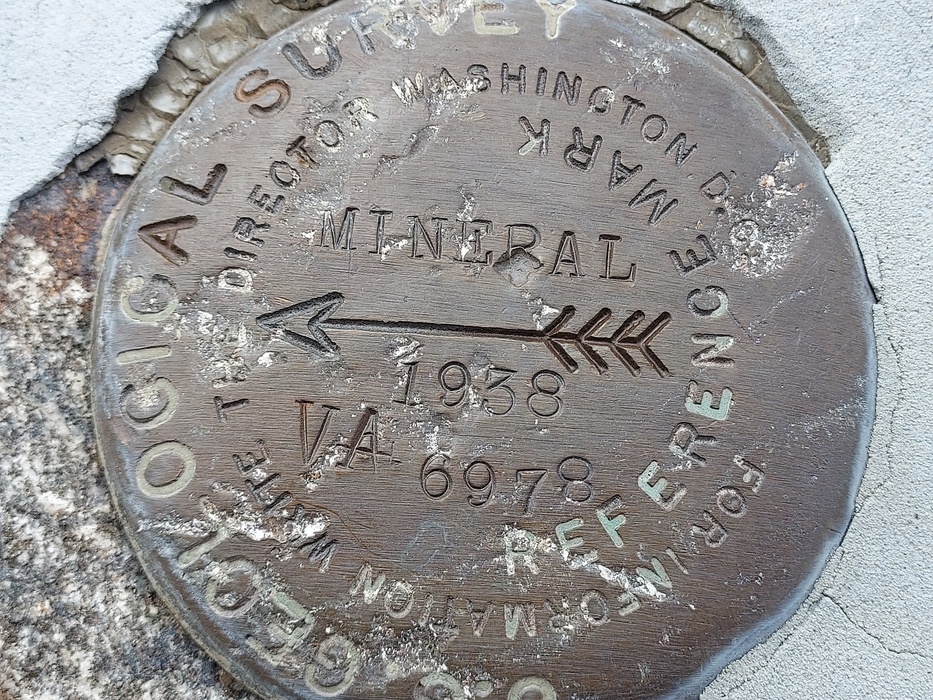 U. S. GEOLOGICAL SURVEY
FOR INFORMATION WRITE THE DIRECTOR WASHINGTON D.C.
REFERENCE MARK
MINERAL
1938
VA 6978